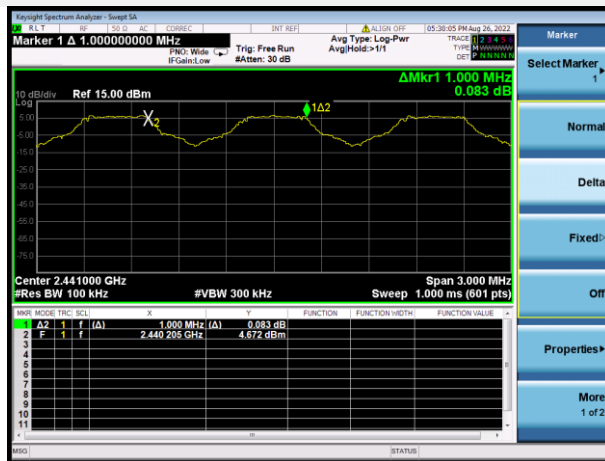 Keysight Spectrum Analyzer - Swept SA
RLT RF 50 Ω AC CORREC INT REF ALIGN OFF 05:30:05 PM Aug 26, 2022
Marker 1 Δ 1.000000000 MHz
PNO: Wide
IFGain:Low
Trig: Free Run
#Atten: 30 dB
Avg Type: Log-Pwr
Avg|Hold:>1/1
TRACE 1 2 3 4 5 6
TYPE MWWWWW
DET P NNNNN
ΔMkr1 1.000 MHz
0.083 dB
10 dB/div Ref 15.00 dBm
Log
5.00
-5.00
-15.0
-25.0
-35.0
-45.0
-55.0
-65.0
-75.0
X2
1Δ2
Center 2.441000 GHz Span 3.000 MHz
#Res BW 100 kHz #VBW 300 kHz Sweep 1.000 ms (601 pts)
MKR MODE TRC SCL X Y FUNCTION FUNCTION WIDTH FUNCTION VALUE
1 Δ2 1 f (Δ) 1.000 MHz (Δ) 0.083 dB
2 F 1 f 2.440 205 GHz 4.672 dBm
3
4
5
6
7
8
9
10
11
MSG STATUS
Marker
Select Marker
1
Normal
Delta
Fixed
Off
Properties
More
1 of 2